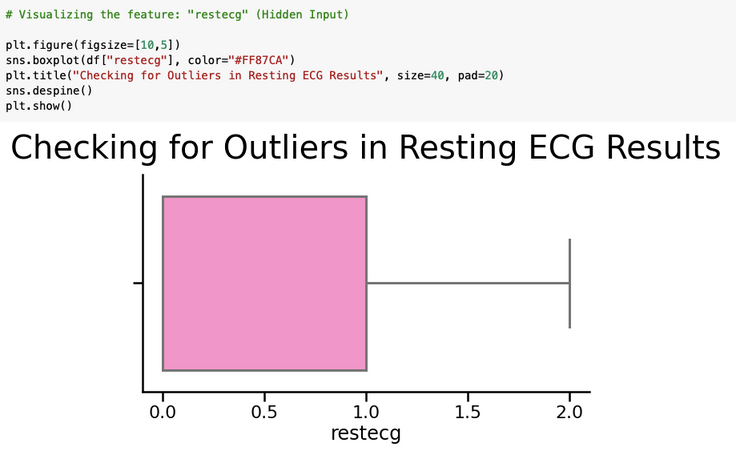 # Visualizing the feature: "restecg" (Hidden Input)
plt.figure(figsize=[10,5])
sns.boxplot(df["restecg"], color="#FF87CA")
plt.title("Checking for Outliers in Resting ECG Results", size=40, pad=20)
sns.despine()
plt.show()
Checking for Outliers in Resting ECG Results
0.0 0.5 1.0 1.5 2.0
restecg